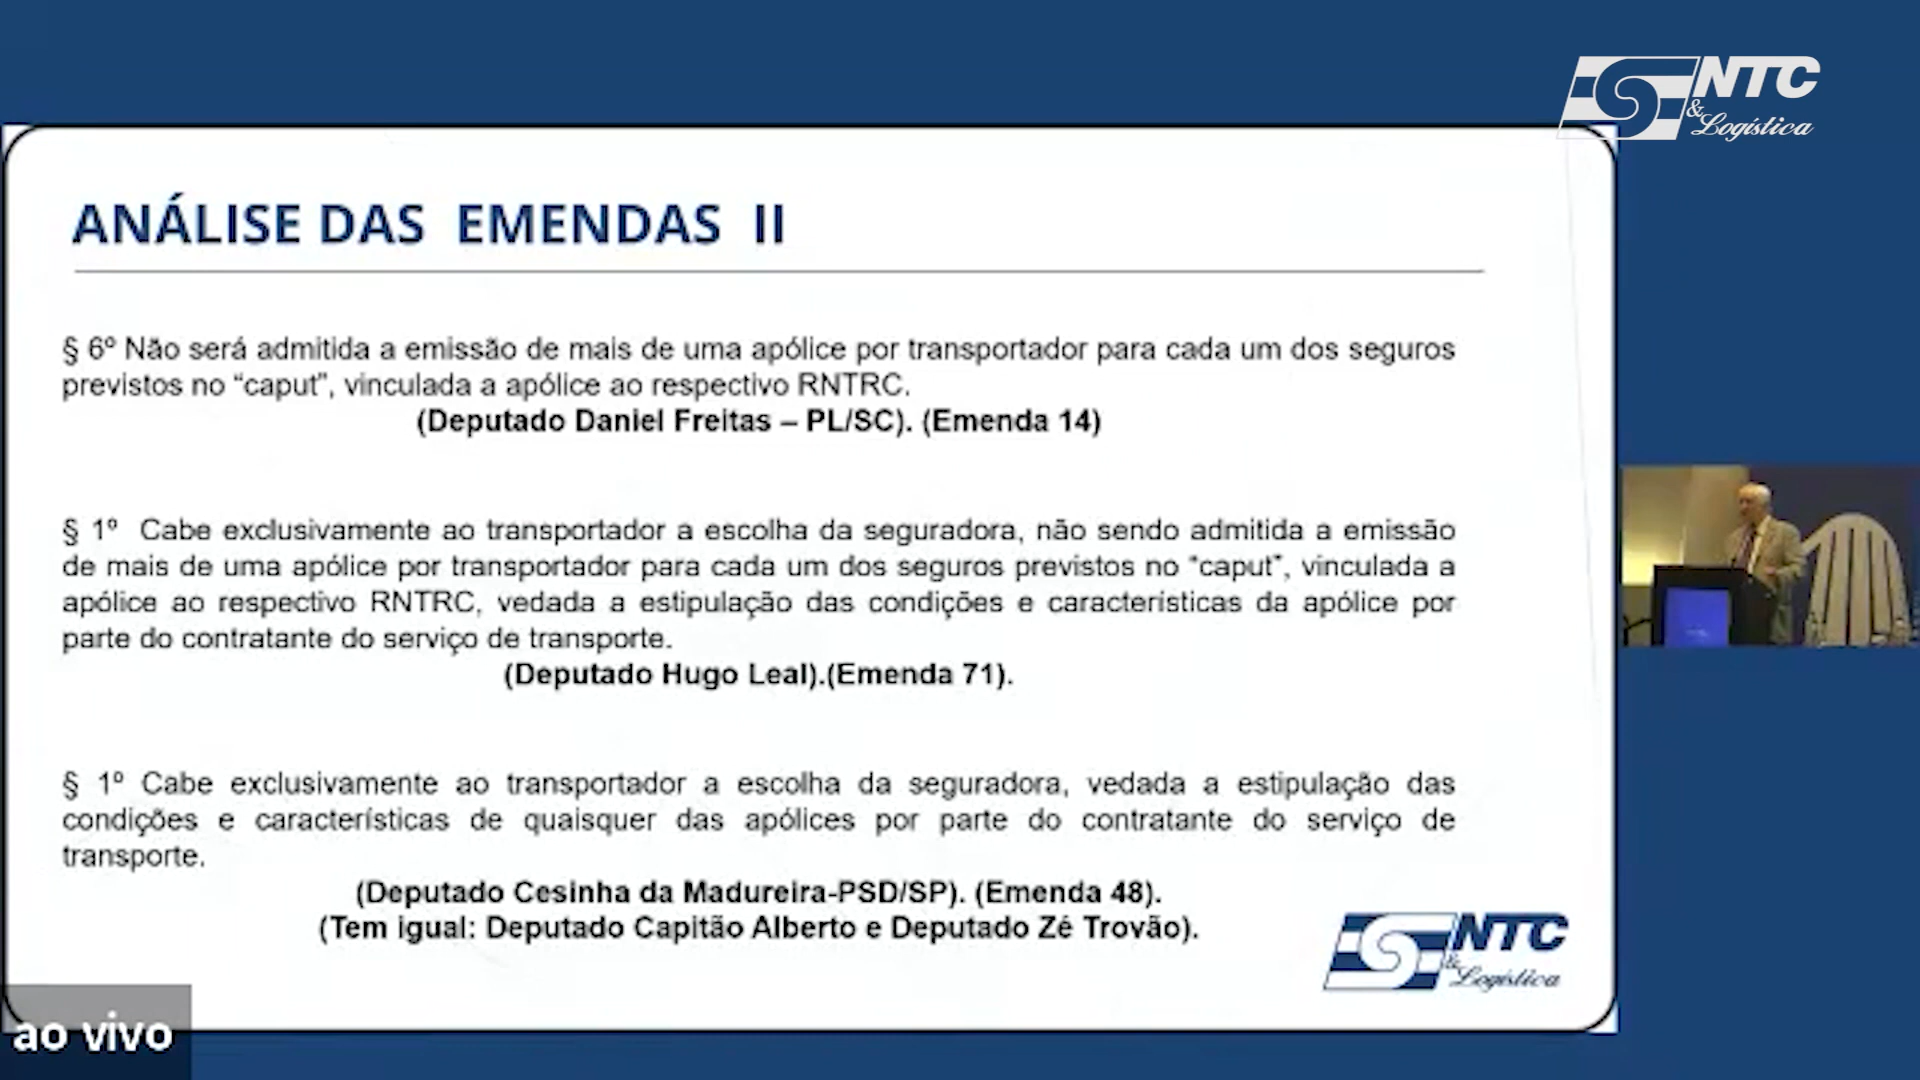 NTC
& Logística
ANÁLISE DAS EMENDAS II
§ 6º Não será admitida a emissão de mais de uma apólice por transportador para cada um dos seguros
previstos no “caput”, vinculada a apólice ao respectivo RNTRC.
(Deputado Daniel Freitas – PL/SC). (Emenda 14)
§ 1º Cabe exclusivamente ao transportador a escolha da seguradora, não sendo admitida a emissão
de mais de uma apólice por transportador para cada um dos seguros previstos no “caput”, vinculada a
apólice ao respectivo RNTRC, vedada a estipulação das condições e características da apólice por
parte do contratante do serviço de transporte.
(Deputado Hugo Leal).(Emenda 71).
§ 1º Cabe exclusivamente ao transportador a escolha da seguradora, vedada a estipulação das
condições e características de quaisquer das apólices por parte do contratante do serviço de
transporte.
(Deputado Cesinha da Madureira-PSD/SP). (Emenda 48).
(Tem igual: Deputado Capitão Alberto e Deputado Zé Trovão).
NTC
& Logística
ao vivo